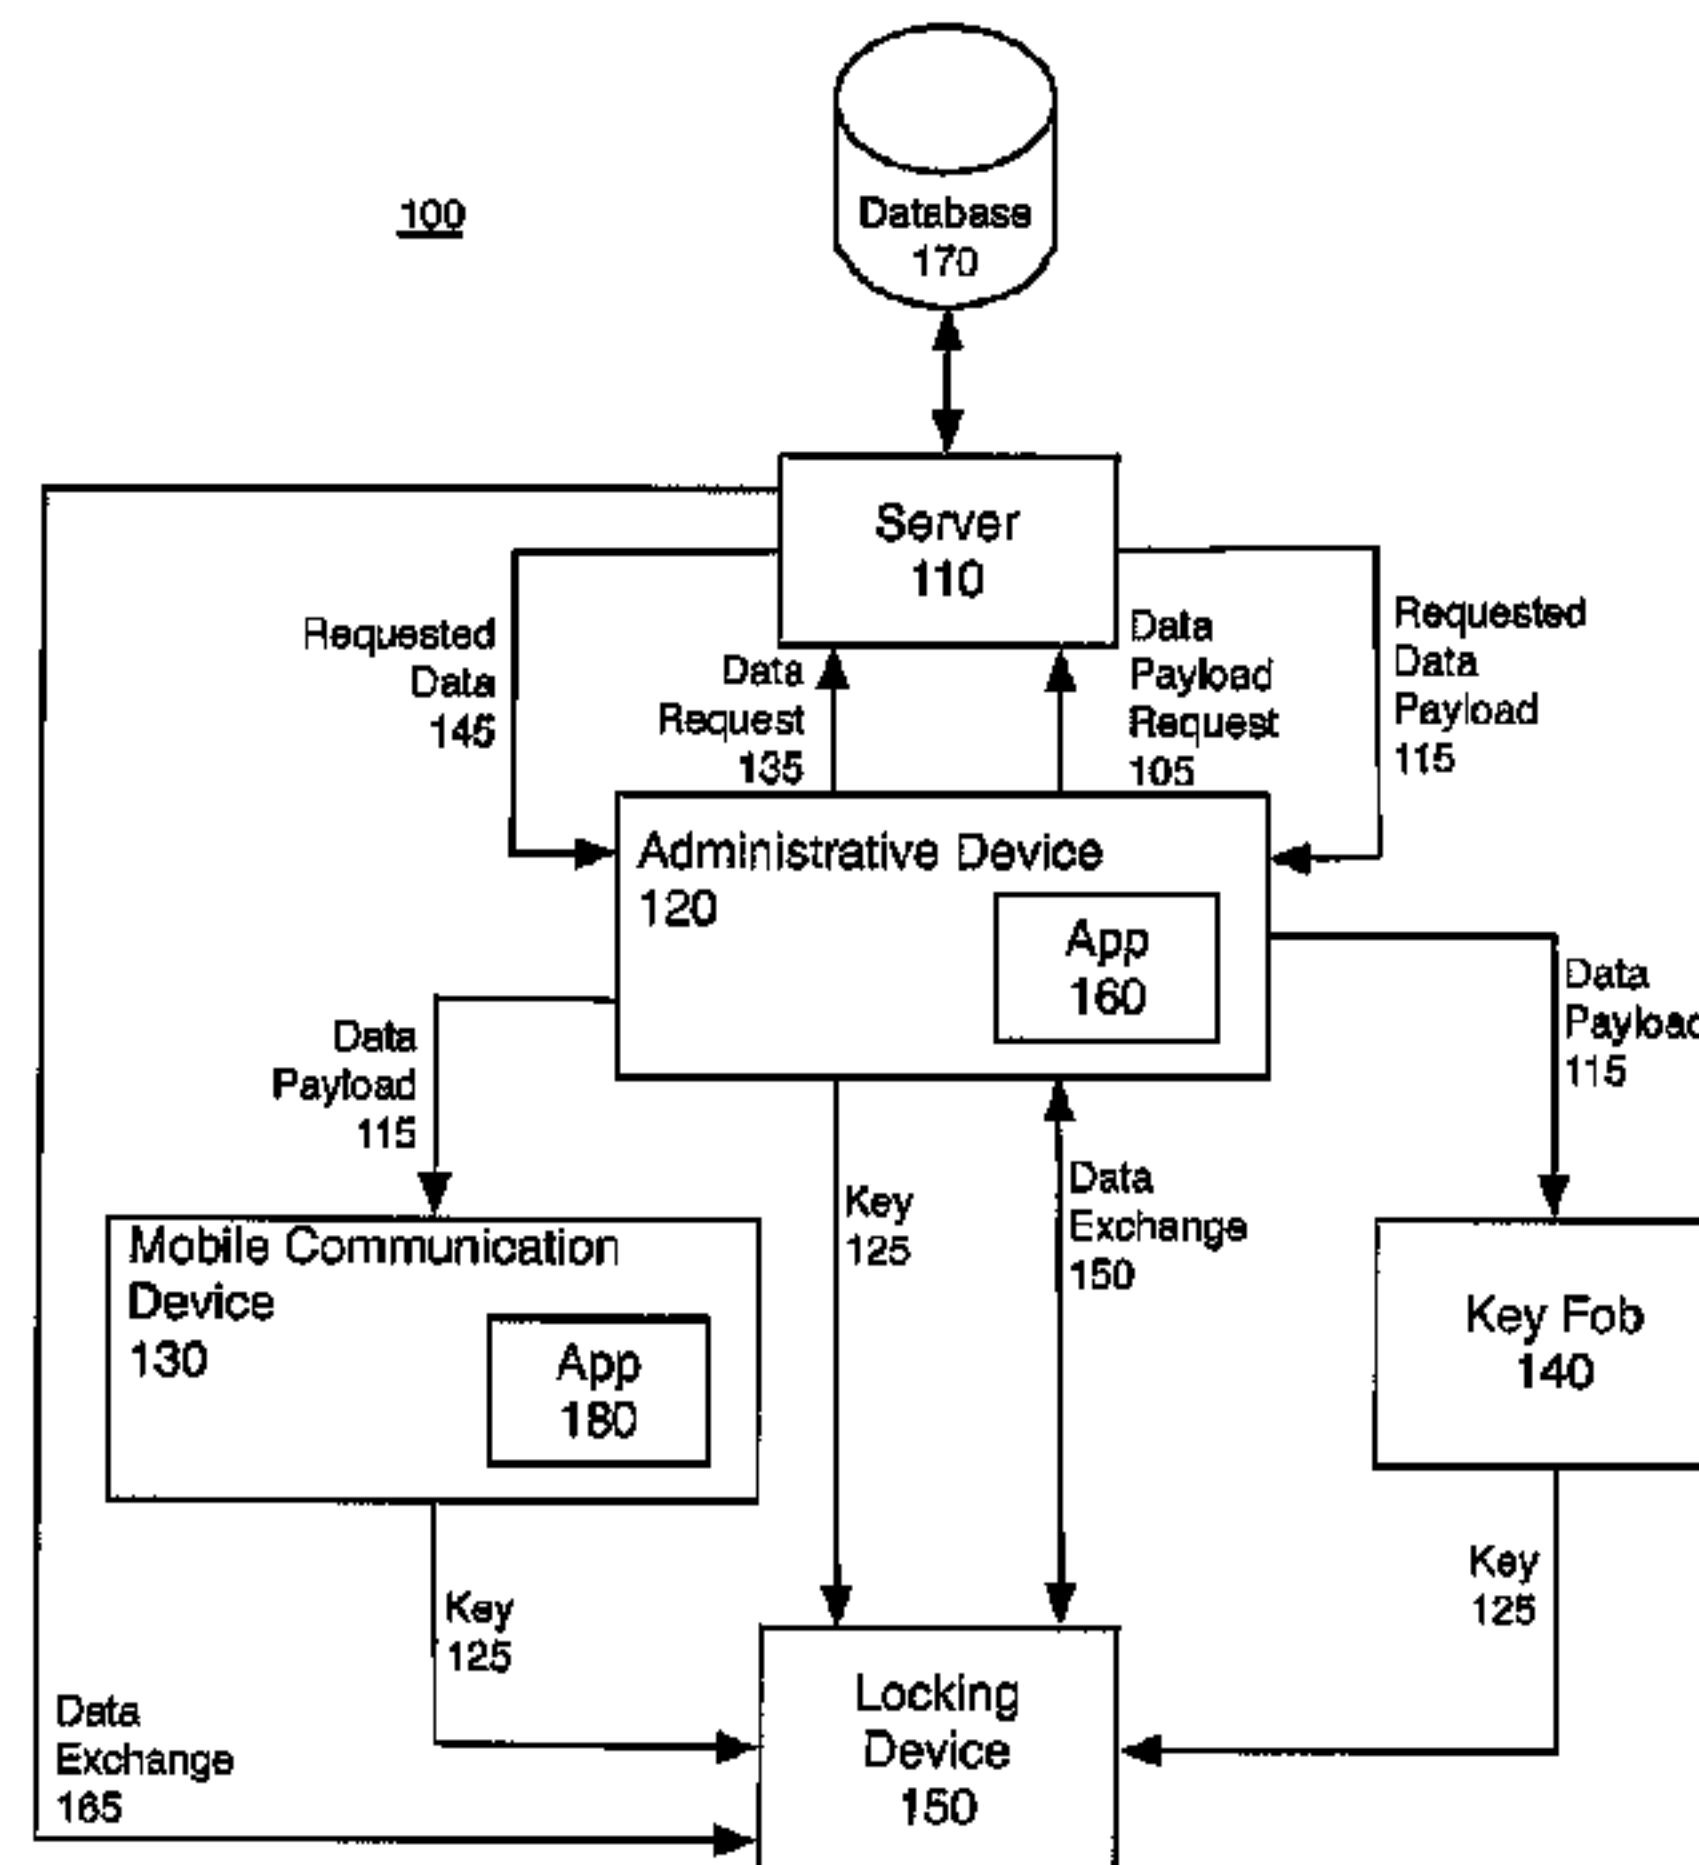 100
Database
170
Server
110
Requested
Data
145
Data
Request
135
Data
Payload
Request
105
Requested
Data
Payload
115
Administrative Device
120
App
160
Data
Payload
115
Data
Payload
115
Mobile Communication
Device
130
App
180
Key
125
Data
Exchange
150
Key Fob
140
Key
125
Key
125
Data
Exchange
165
Locking
Device
150